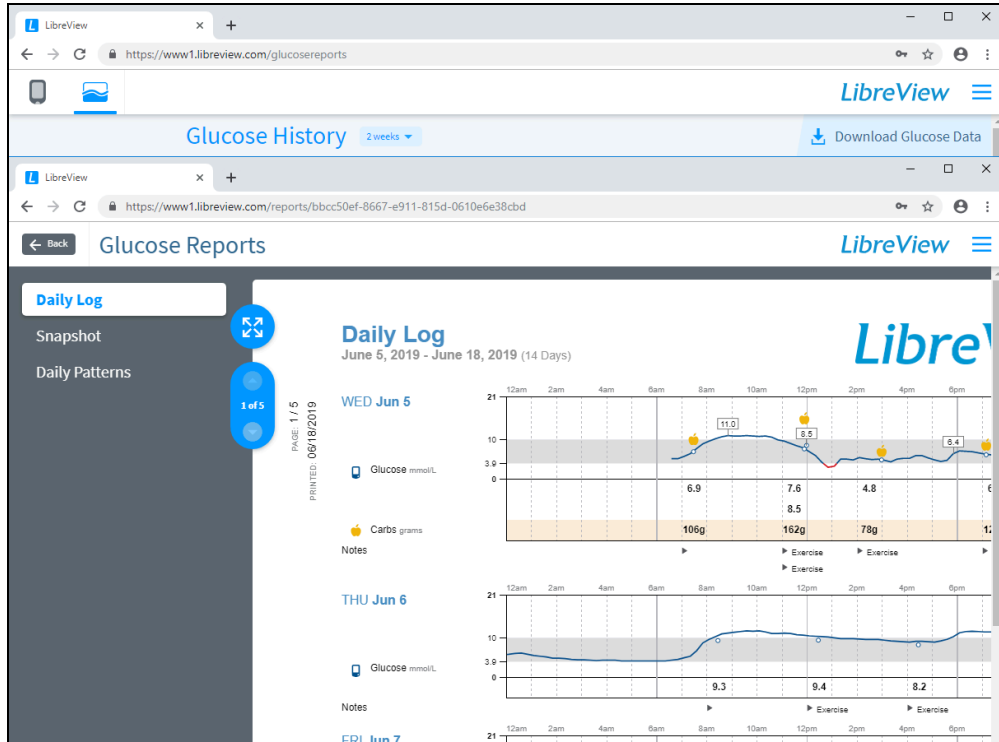 LibreView
https://www1.libreview.com/glucosereports
LibreView
Glucose History 2 weeks
Download Glucose Data
LibreView
https://www1.libreview.com/reports/bbcc50ef-8667-e911-815d-0610e6e38cbd
Back Glucose Reports LibreView
Daily Log
Snapshot
Daily Patterns
1 of 5
PAGE: 1 / 5
PRINTED: 06/18/2019
Daily Log
June 5, 2019 - June 18, 2019 (14 Days)
Libre
WED Jun 5
12am 2am 4am 6am 8am 10am 12pm 2pm 4pm 6pm
21
10
3.9
0
11.0 8.5 6.4
Glucose mmol/L
6.9 7.6 4.8
8.5
Carbs grams
106g 162g 78g
Notes
Exercise Exercise
Exercise
THU Jun 6
12am 2am 4am 6am 8am 10am 12pm 2pm 4pm 6pm
21
10
3.9
0
Glucose mmol/L
9.3 9.4 8.2
Notes
Exercise Exercise
FRI Jun 7
12am 2am 4am 6am 8am 10am 12pm 2pm 4pm 6pm
21